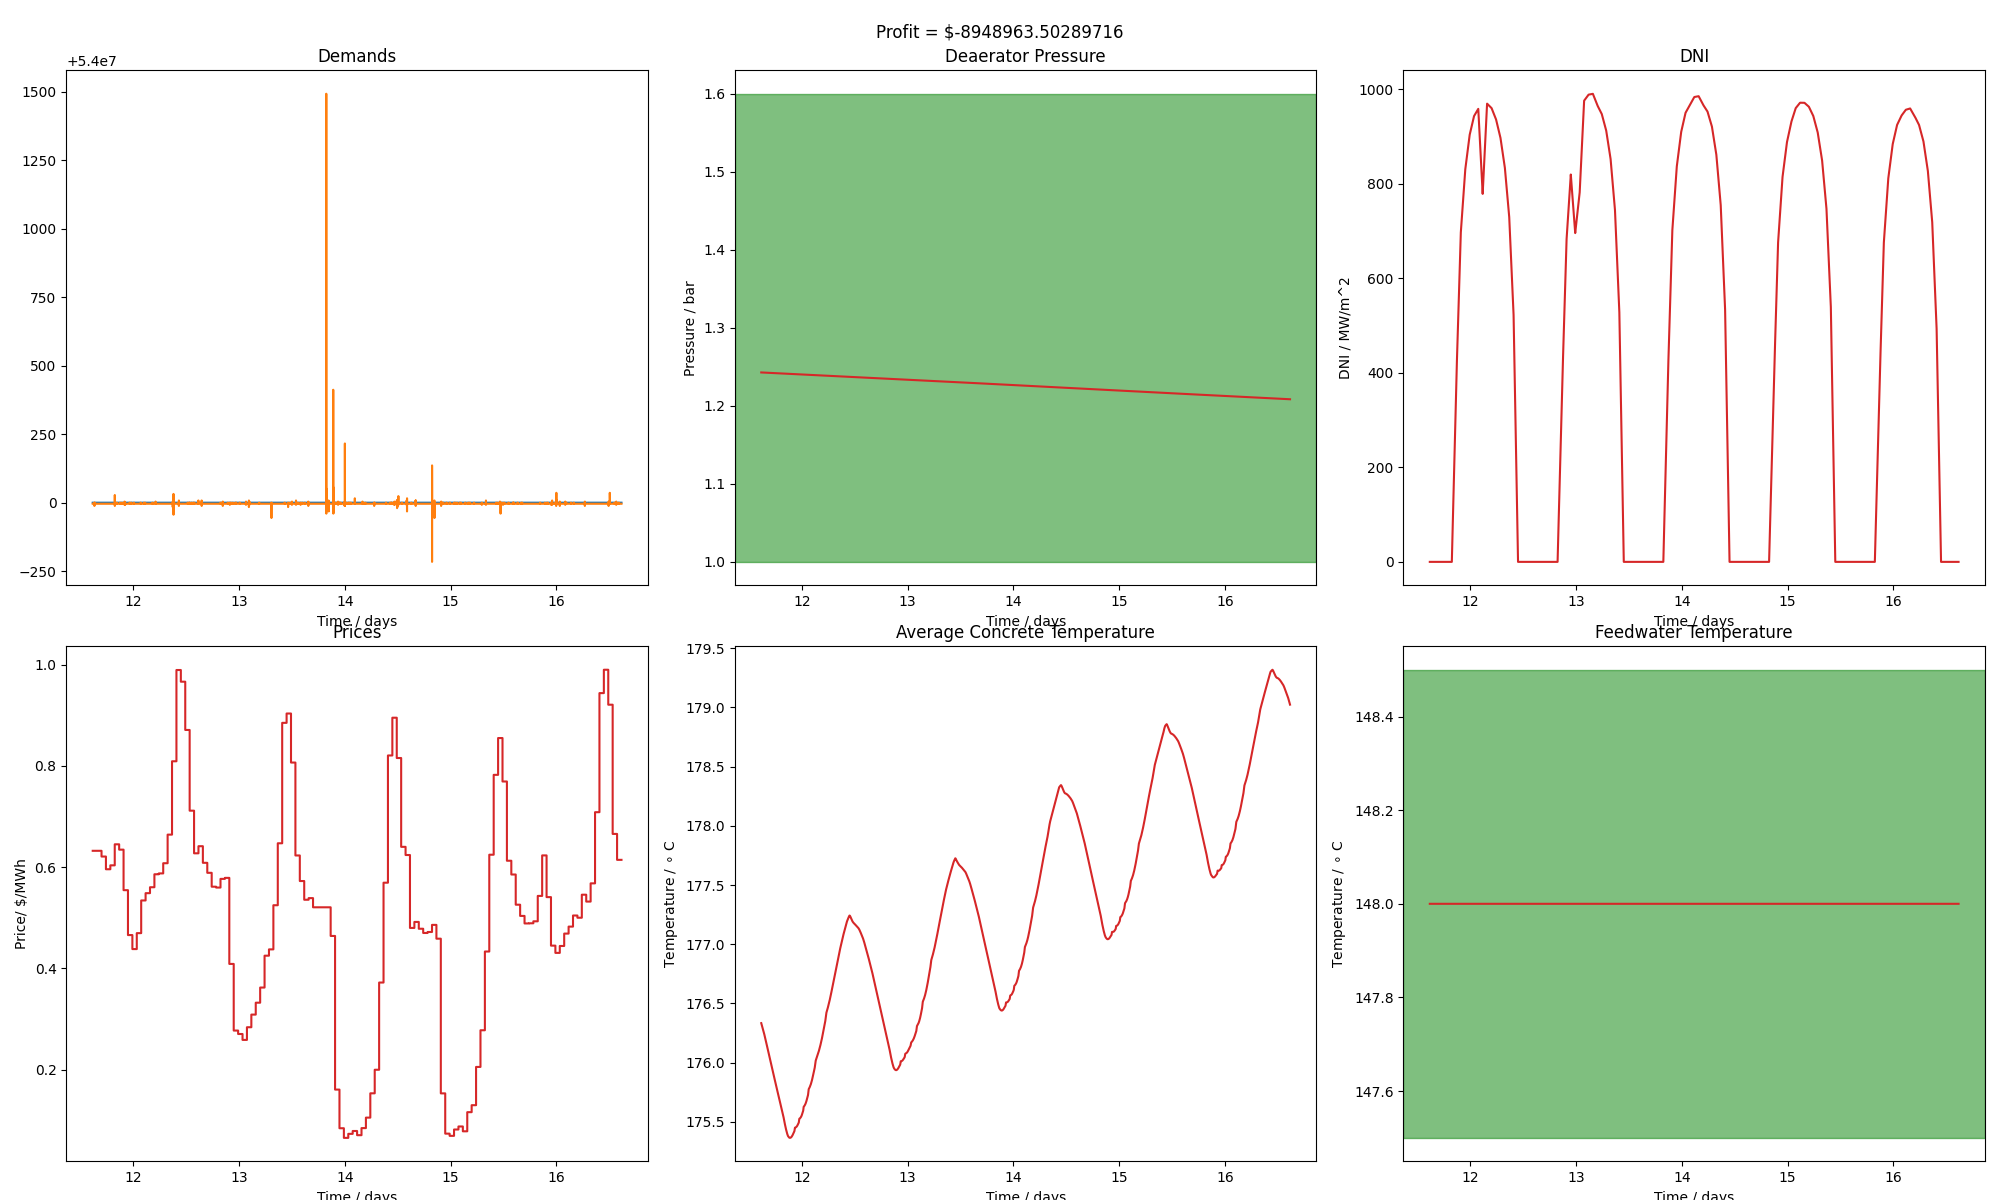 Profit = $-8948963.50289716
Demands
+5.4e7
1500
1250
1000
750
500
250
0
−250
12 13 14 15 16
Time / days
Deaerator Pressure
Pressure / bar
1.6
1.5
1.4
1.3
1.2
1.1
1.0
12 13 14 15 16
Time / days
DNI
DNI / MW/m^2
1000
800
600
400
200
0
12 13 14 15 16
Time / days
Prices
Price/ $/MWh
1.0
0.8
0.6
0.4
0.2
12 13 14 15 16
Time / days
Average Concrete Temperature
Temperature / ∘ C
179.5
179.0
178.5
178.0
177.5
177.0
176.5
176.0
175.5
12 13 14 15 16
Time / days
Feedwater Temperature
Temperature / ∘ C
148.4
148.2
148.0
147.8
147.6
12 13 14 15 16
Time / days